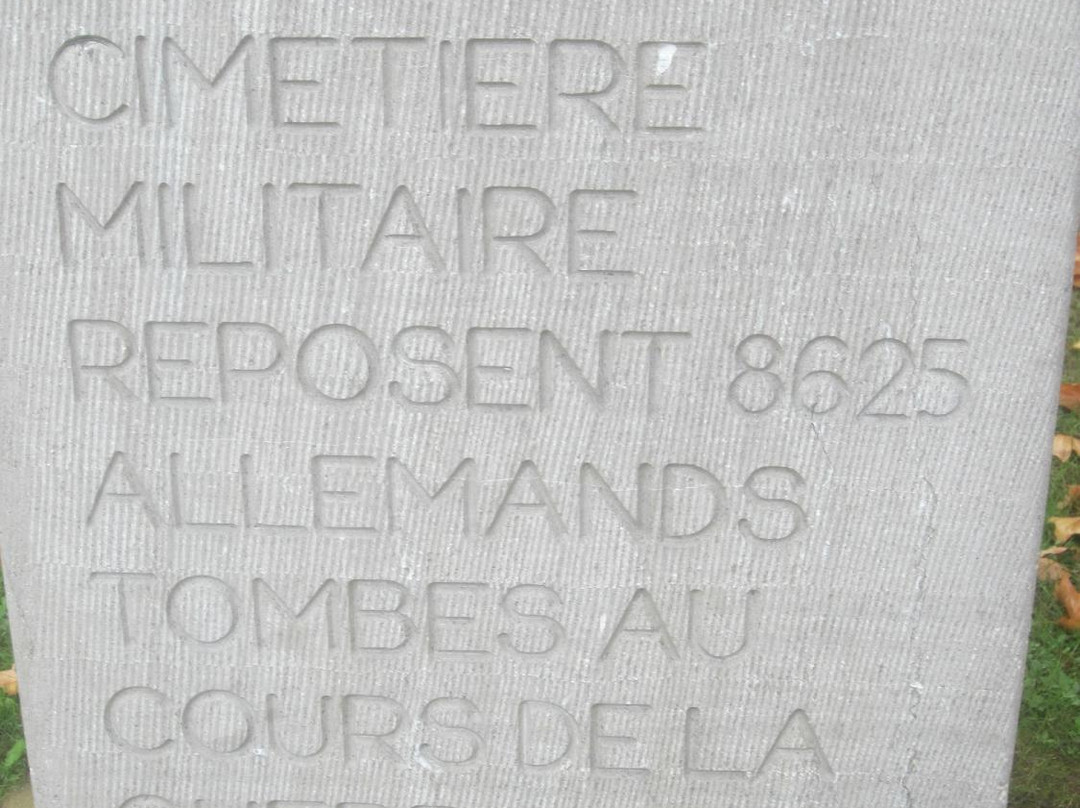 CIMETIERE
MILITAIRE
REPOSENT 8625
ALLEMANDS
TOMBES AU
COURS DE LA